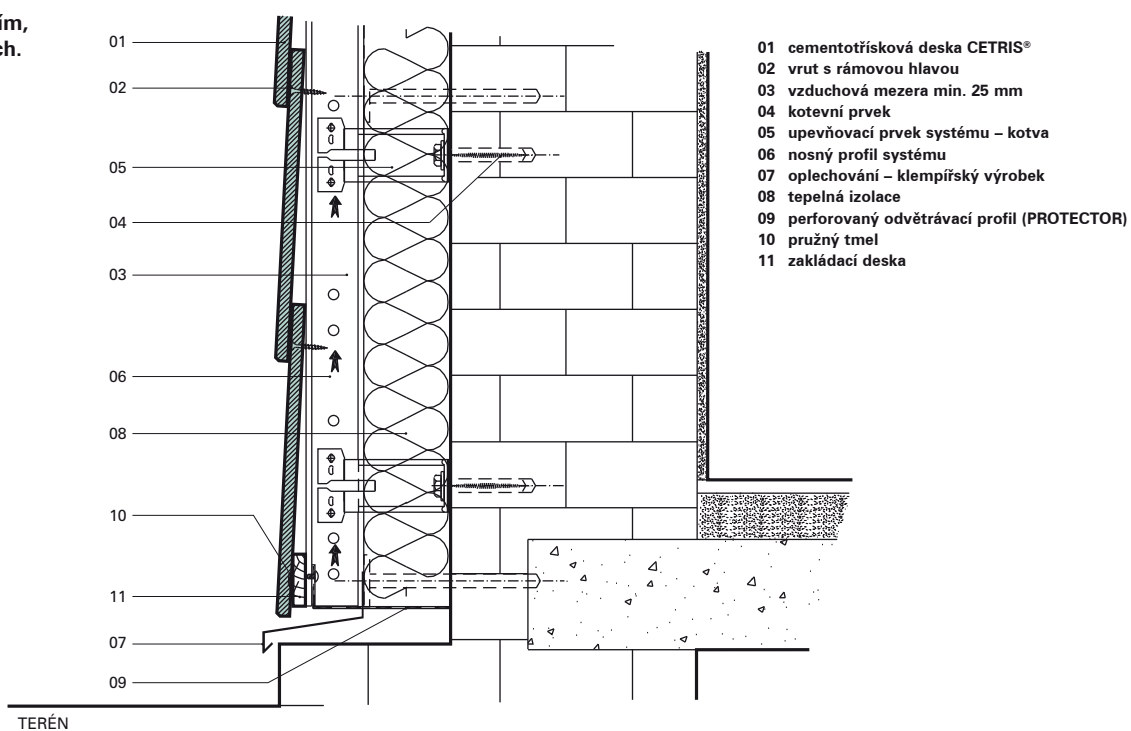 ím,
ch.
01
02
05
04
03
06
08
10
11
07
09
TERÉN
01 cementotřísková deska CETRIS®
02 vrut s rámovou hlavou
03 vzduchová mezera min. 25 mm
04 kotevní prvek
05 upevňovací prvek systému – kotva
06 nosný profil systému
07 oplechování – klempířský výrobek
08 tepelná izolace
09 perforovaný odvětrávací profil (PROTECTOR)
10 pružný tmel
11 zakládací deska